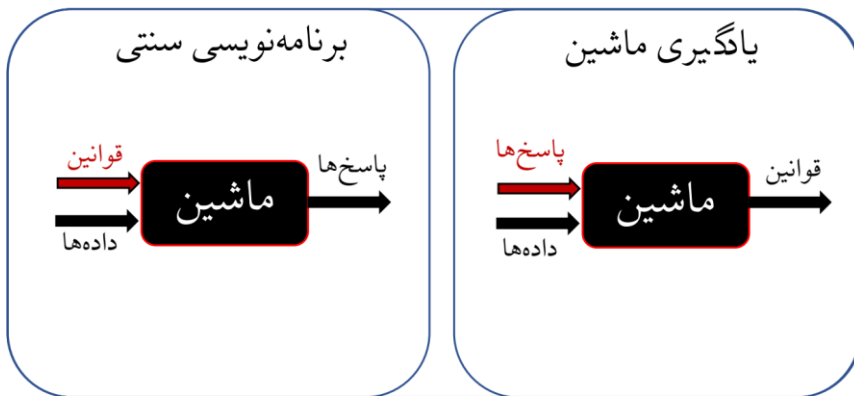 یادگیری ماشین
پاسخ‌ها
ماشین
قوانین
داده‌ها
برنامه‌نویسی سنتی
قوانین
ماشین
پاسخ‌ها
داده‌ها